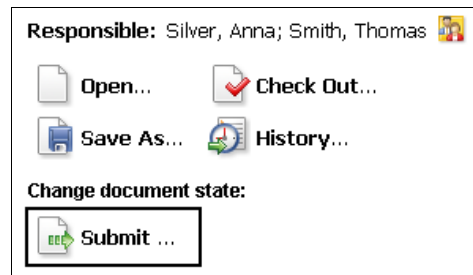 Responsible: Silver, Anna; Smith, Thomas
Open... Check Out...
Save As... History...
Change document state:
Submit ...